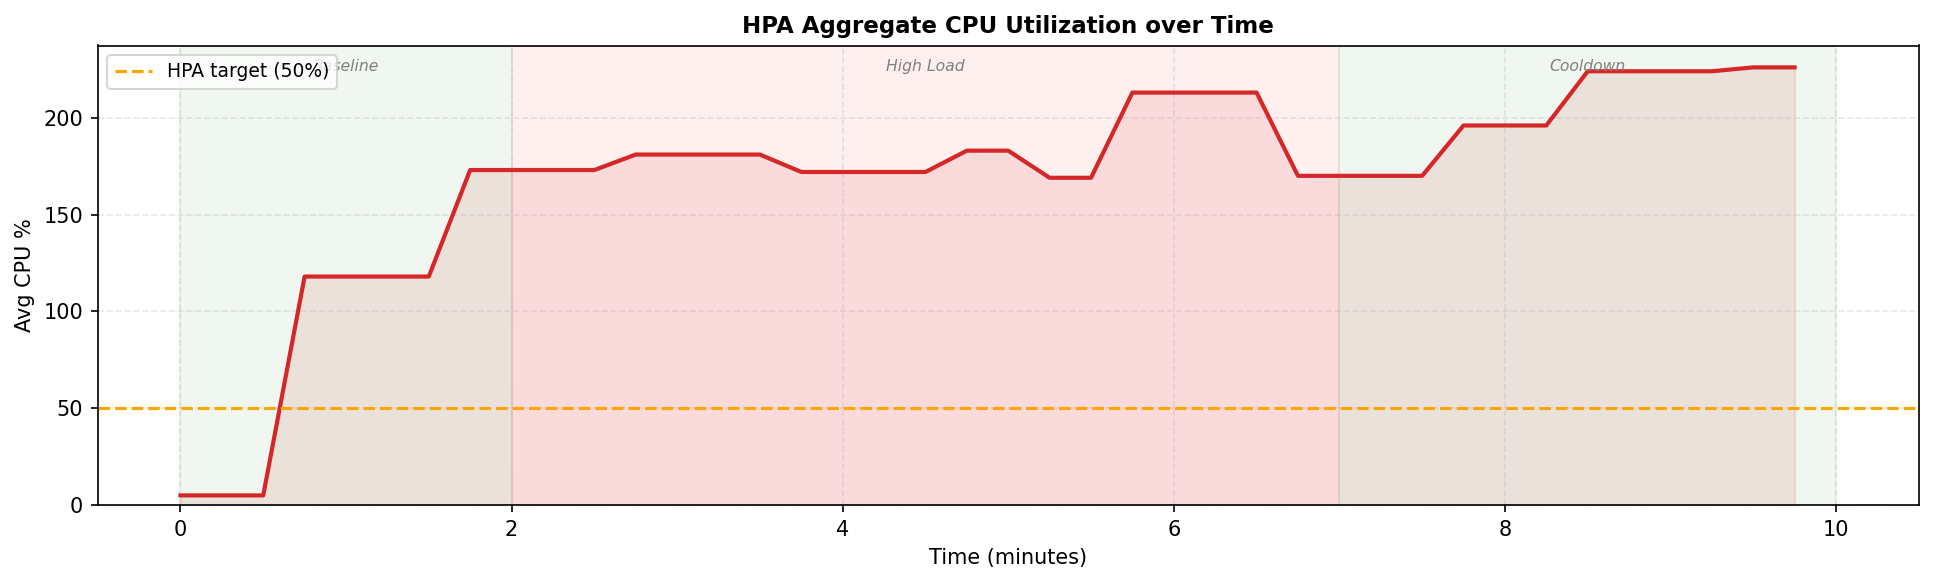 HPA Aggregate CPU Utilization over Time
HPA target (50%)
Baseline
High Load
Cooldown
Avg CPU %
200
150
100
50
0
0 2 4 6 8 10
Time (minutes)